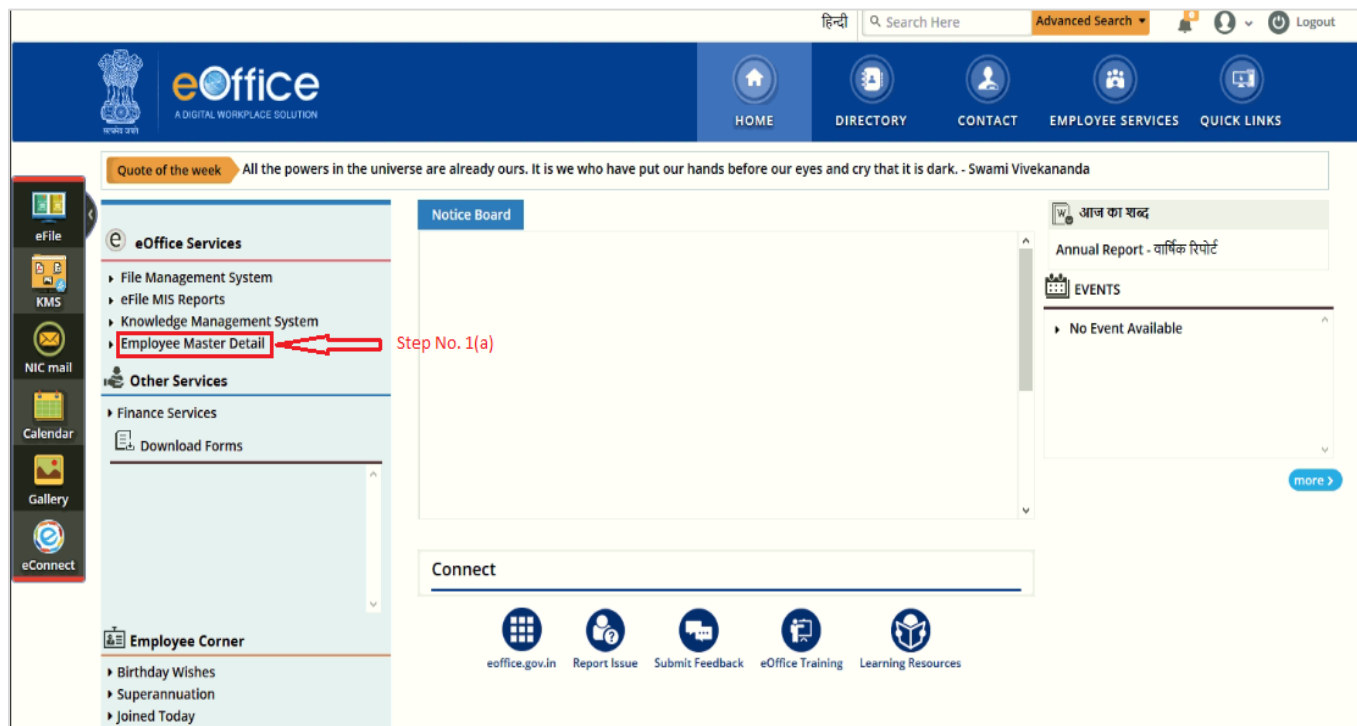 हिन्दी Search Here Advanced Search Logout
सत्यमेव जयते
eOffice
A DIGITAL WORKPLACE SOLUTION
HOME DIRECTORY CONTACT EMPLOYEE SERVICES QUICK LINKS
Quote of the week All the powers in the universe are already ours. It is we who have put our hands before our eyes and cry that it is dark. - Swami Vivekananda
eFile
KMS
NIC mail
Calendar
Gallery
eConnect
eOffice Services
File Management System
eFile MIS Reports
Knowledge Management System
Employee Master Detail Step No. 1(a)
Other Services
Finance Services
Download Forms
Employee Corner
Birthday Wishes
Superannuation
Joined Today
Notice Board
Connect
eoffice.gov.in Report Issue Submit Feedback eOffice Training Learning Resources
आज का शब्द
Annual Report - वार्षिक रिपोर्ट
EVENTS
No Event Available
more >